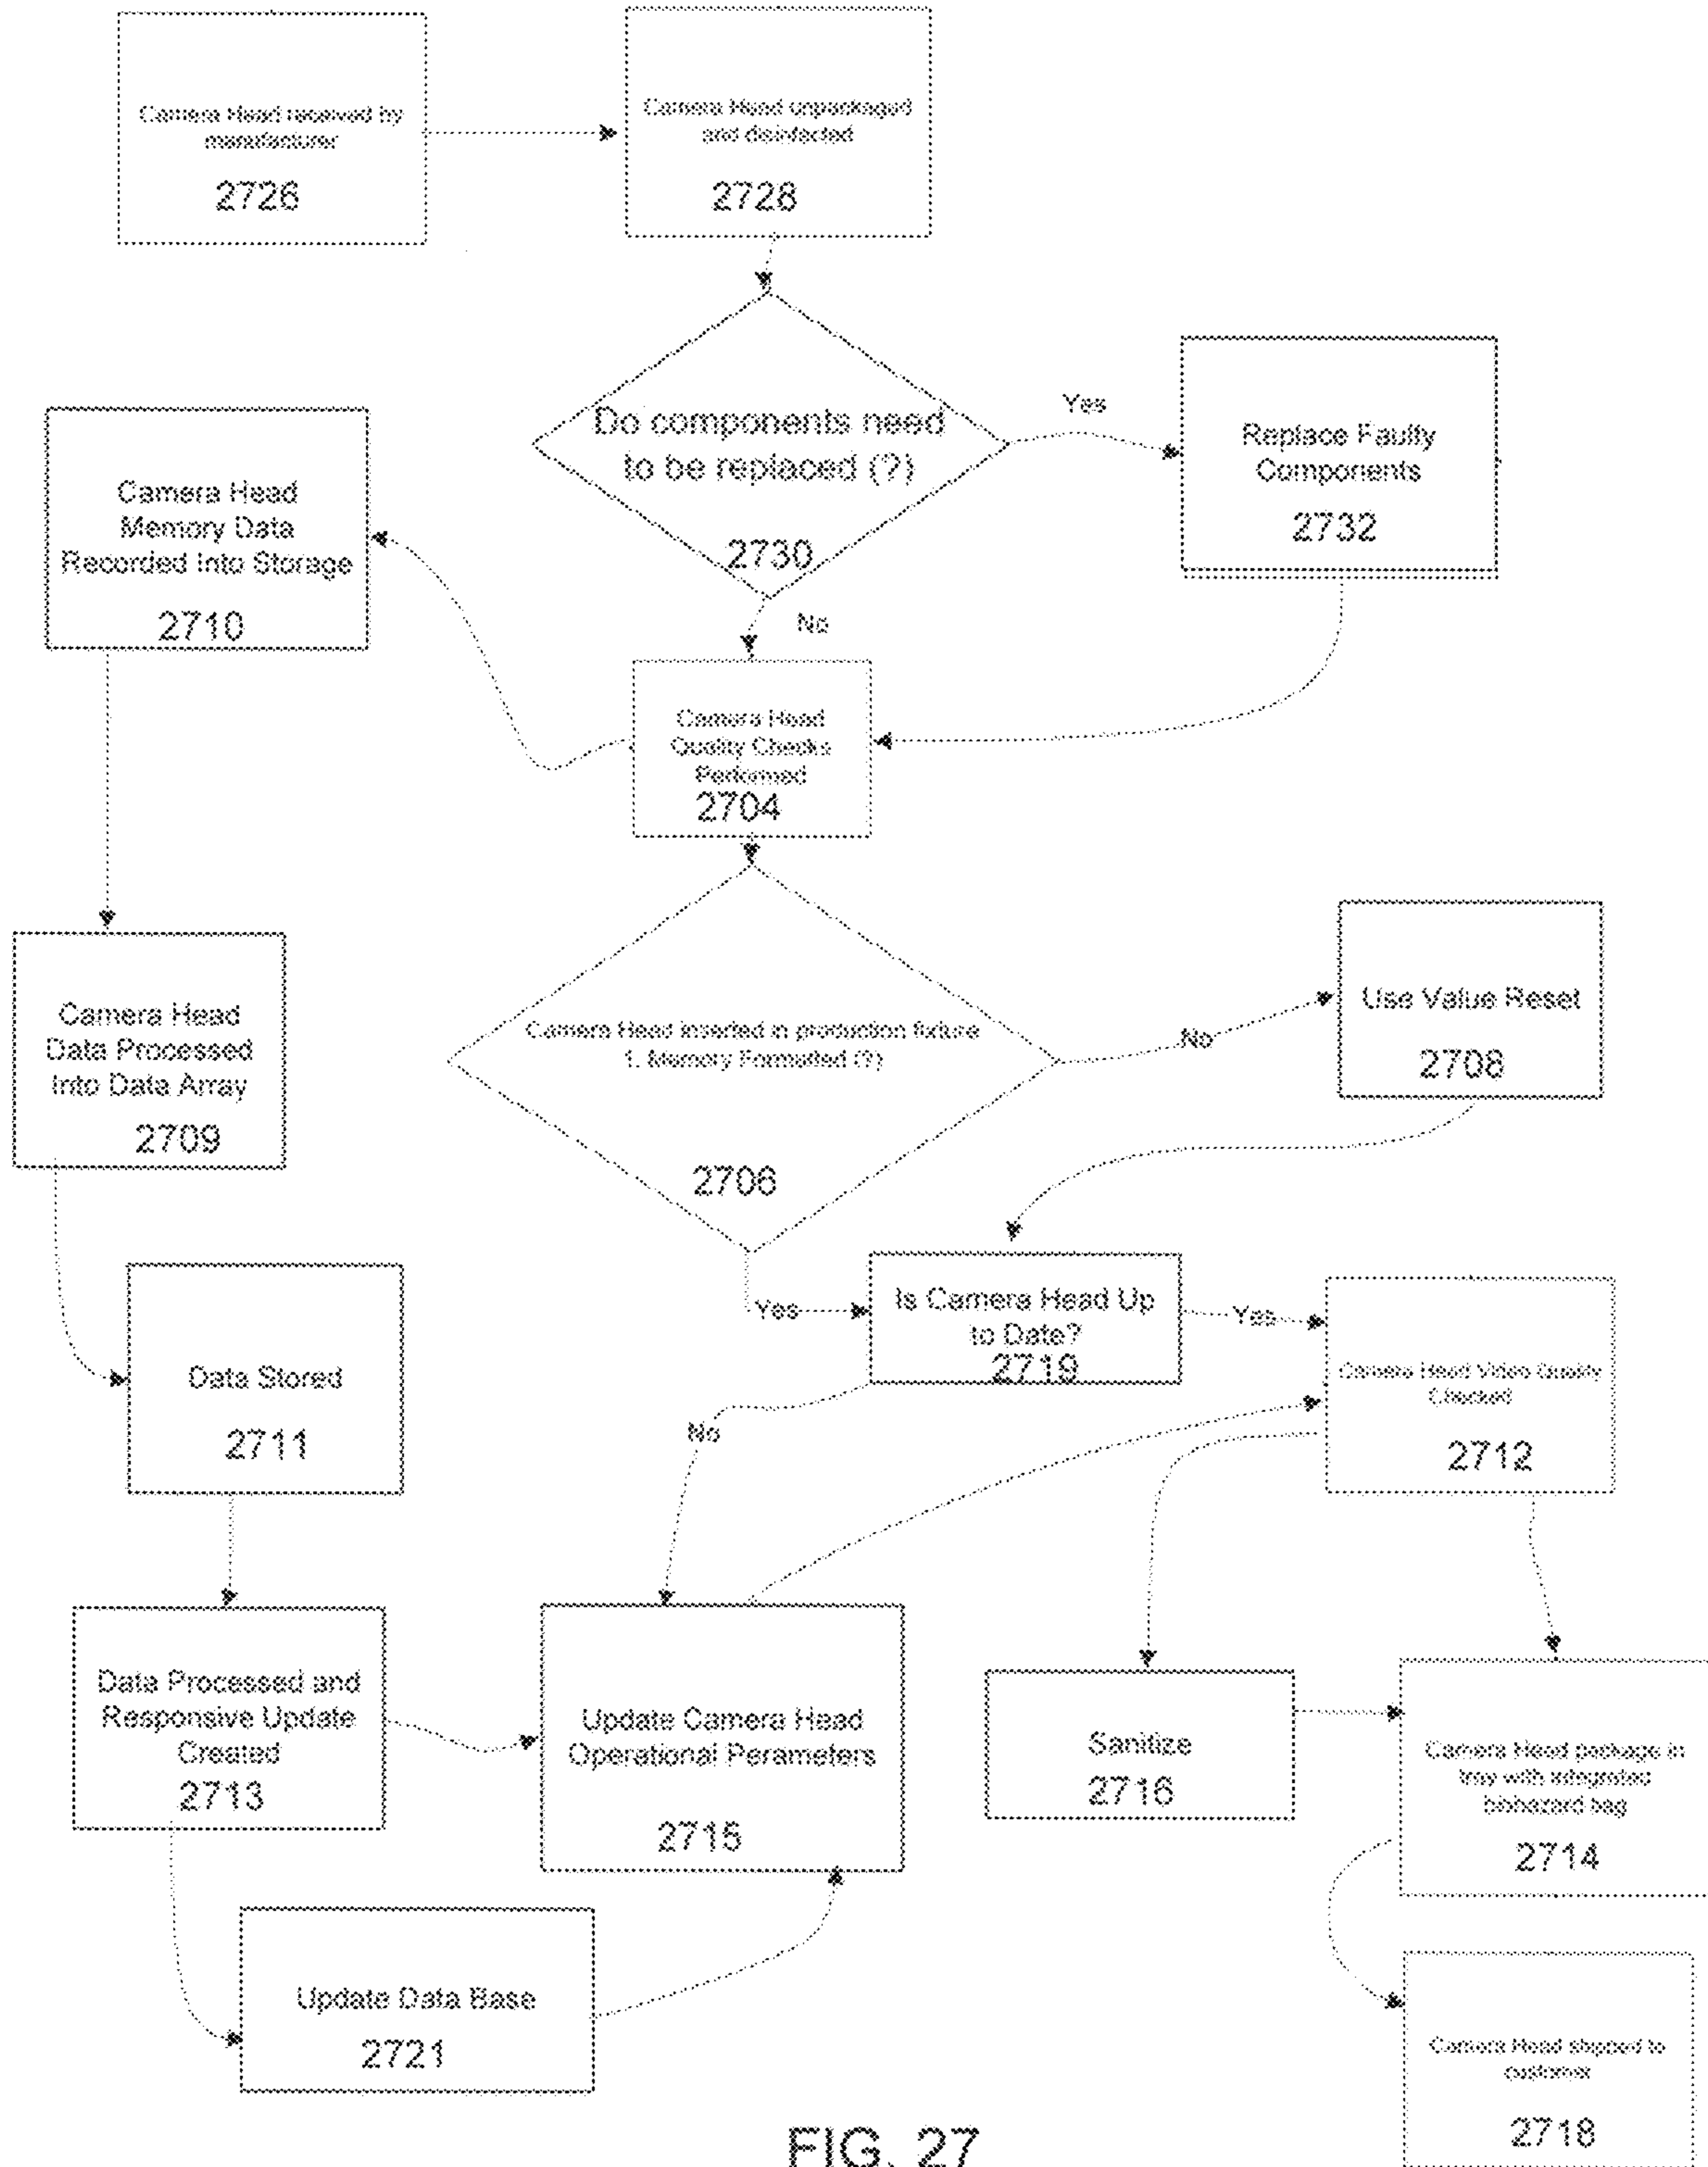 Camera Head received by
manufacturer
2726
Camera Head unpackaged
and disinfected
2728
Do components need
to be replaced (?)
2730
Yes
Replace Faulty
Components
2732
No
Camera Head
Memory Data
Recorded Into Storage
2710
Camera Head
Quality Checks
Performed
2704
Camera Head
Data Processed
Into Data Array
2709
Camera Head inserted in production fixture
1. Memory Formatted (?)
2706
No
Use Value Reset
2708
Yes
Is Camera Head Up
to Date?
2719
Yes
Camera Head Video Quality
Checked
2712
No
Data Stored
2711
Data Processed and
Responsive Update
Created
2713
Update Camera Head
Operational Perameters
2715
Sanitize
2716
Camera Head package in
tray with integrated
biohazard bag
2714
Update Data Base
2721
Camera Head shipped to
customer
2718
FIG. 27